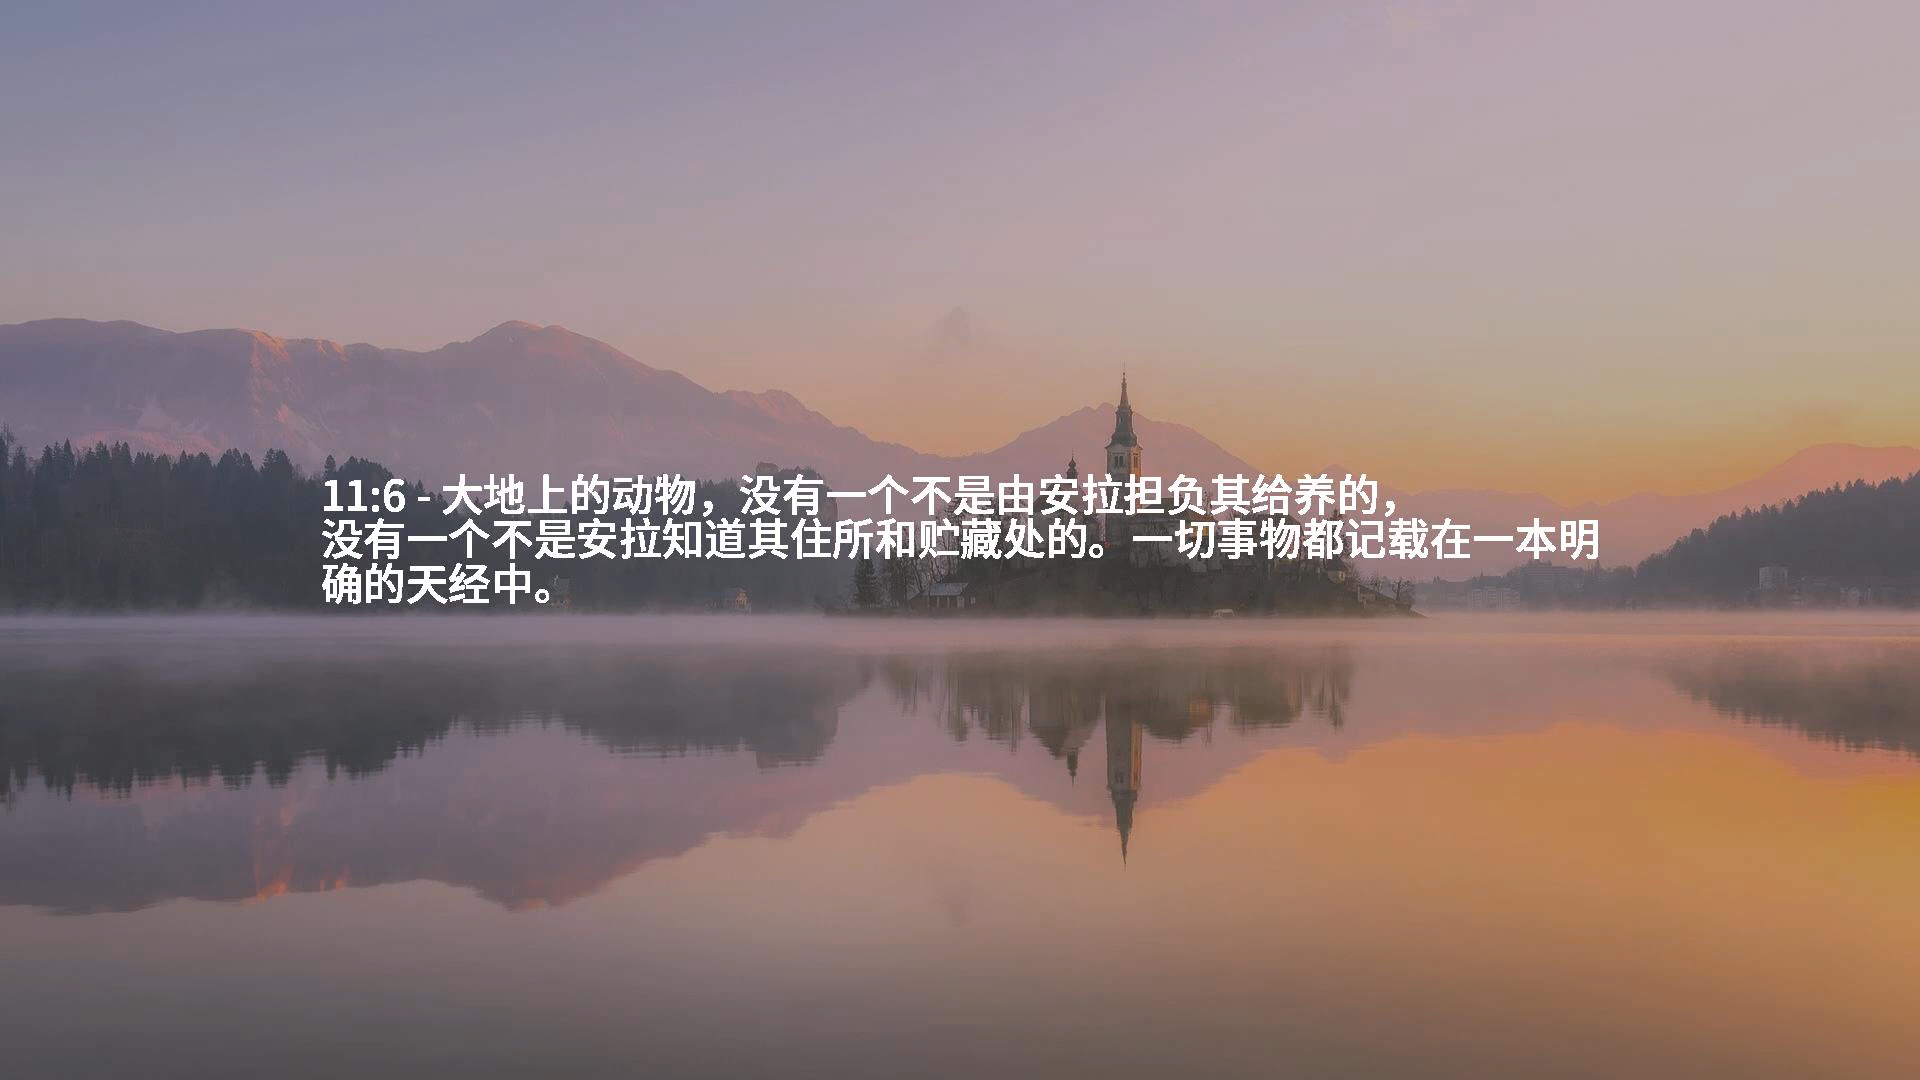 11:6 - 大地上的动物，没有一个不是由安拉担负其给养的，
没有一个不是安拉知道其住所和贮藏处的。一切事物都记载在一本明
确的天经中。